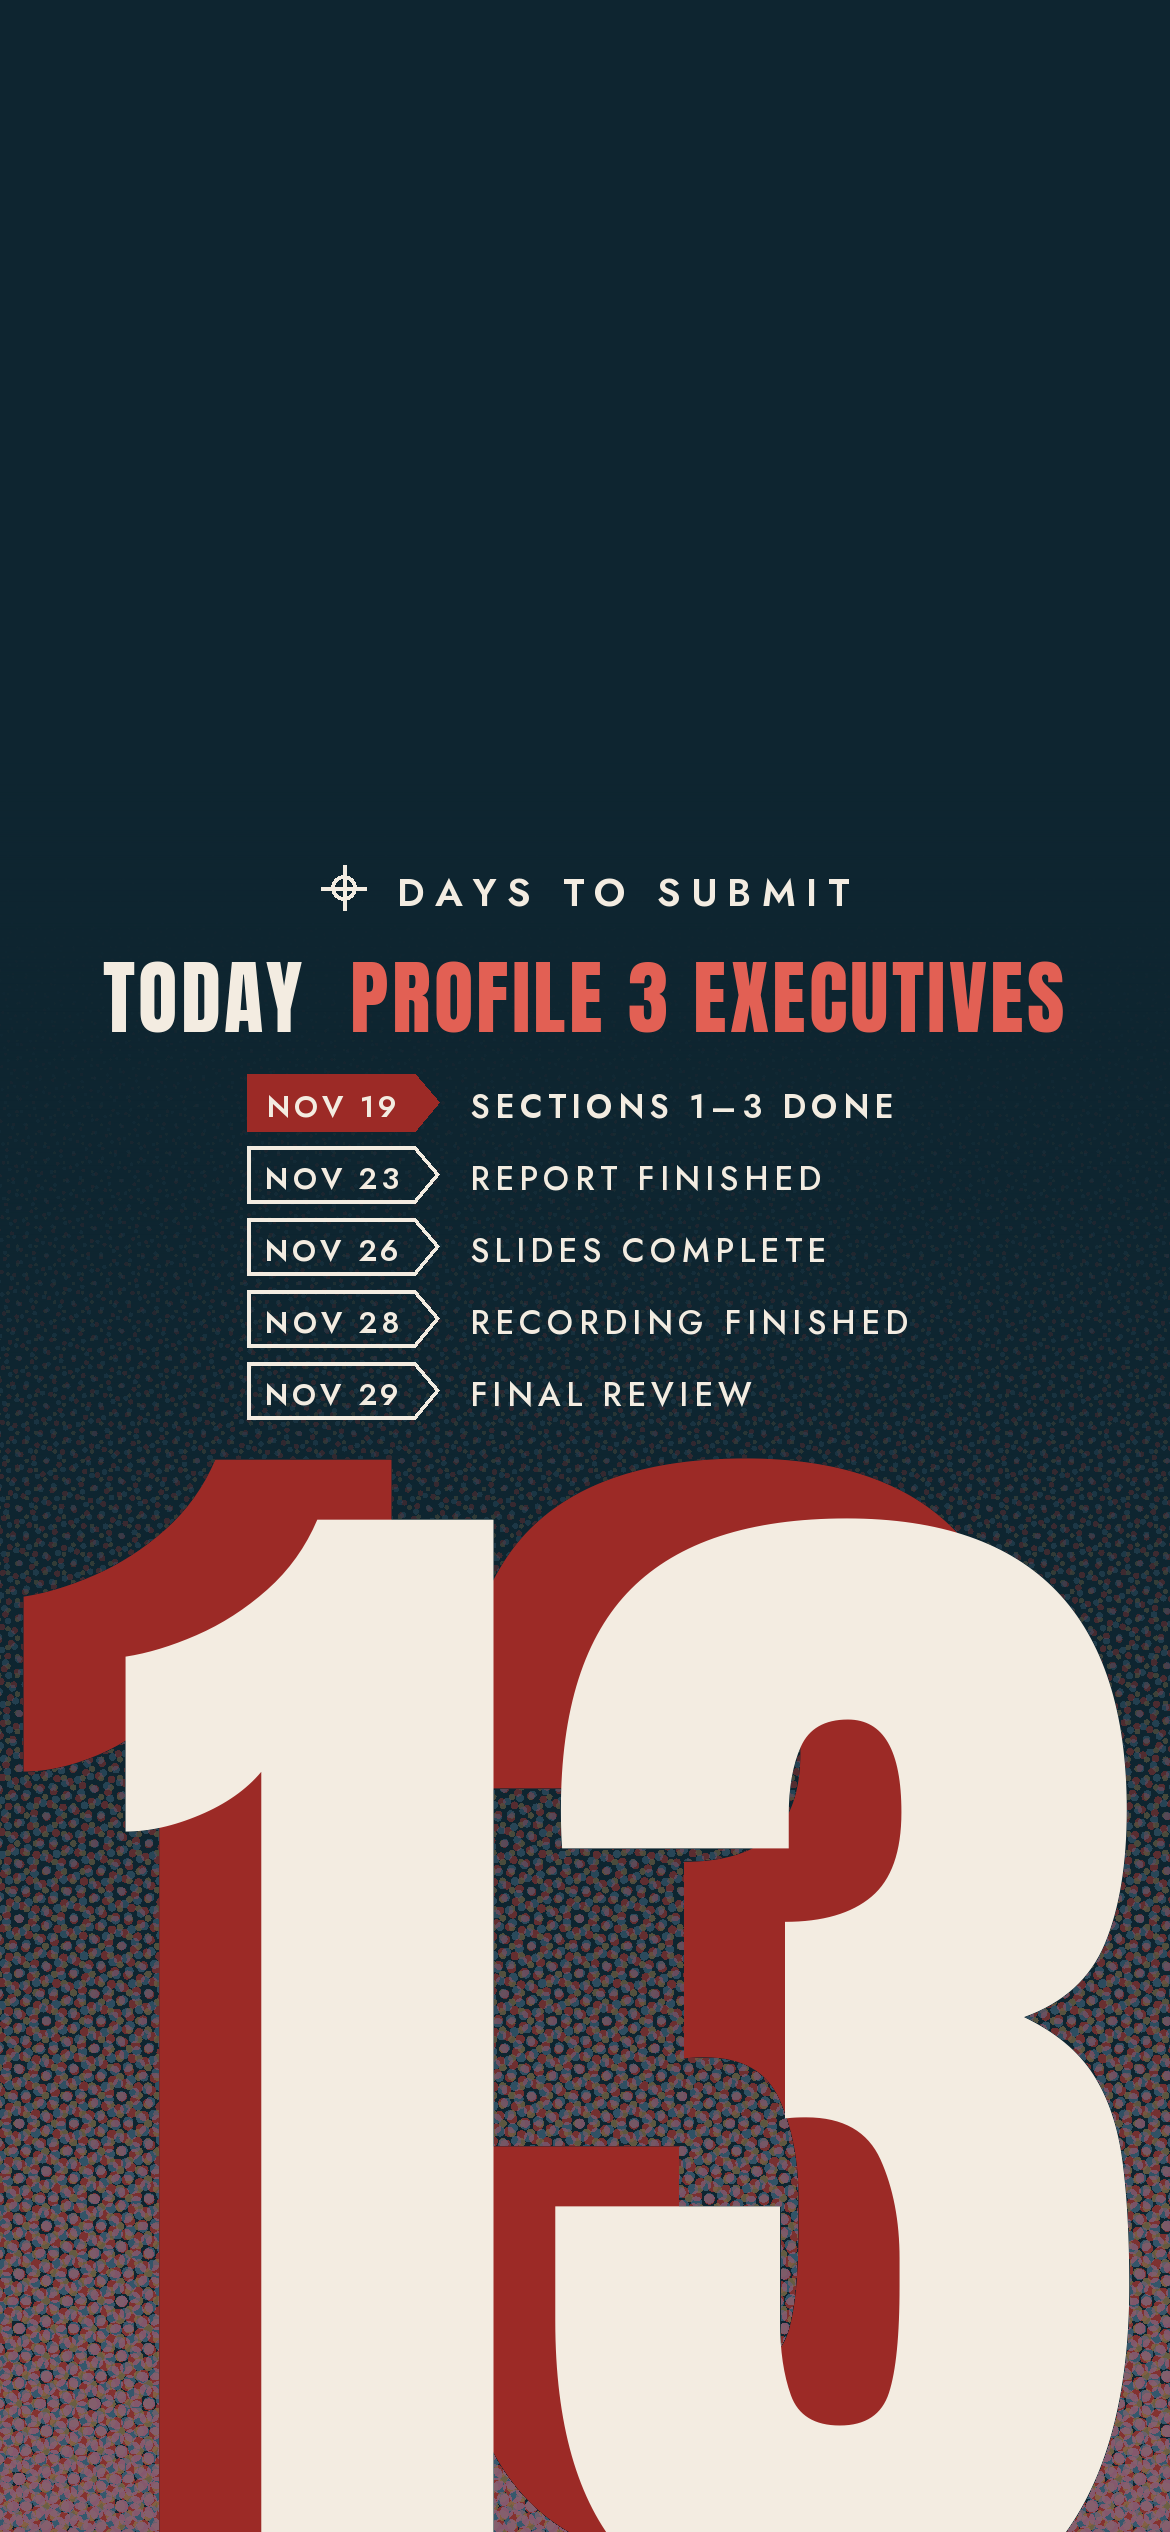 DAYS TO SUBMIT
TODAY PROFILE 3 EXECUTIVES
NOV 19 SECTIONS 1–3 DONE
NOV 23 REPORT FINISHED
NOV 26 SLIDES COMPLETE
NOV 28 RECORDING FINISHED
NOV 29 FINAL REVIEW
13